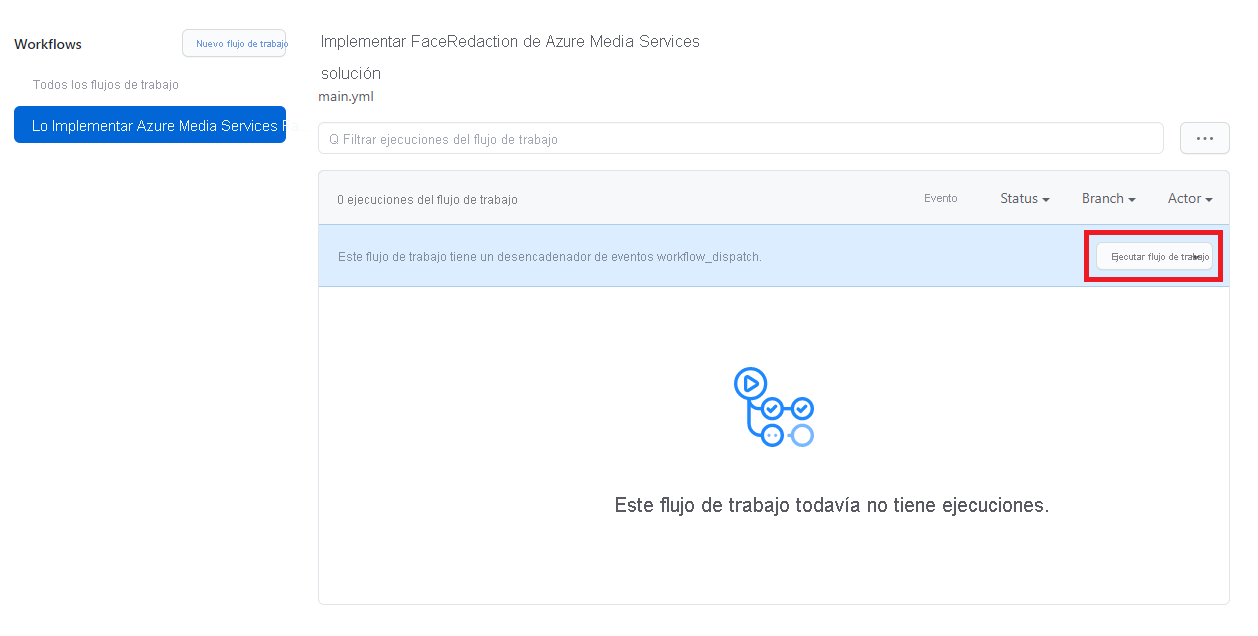 Workflows
Nuevo flujo de trabajo
Todos los flujos de trabajo
Lo Implementar Azure Media Services Fa
Implementar FaceRedaction de Azure Media Services
solución
main.yml
Q Filtrar ejecuciones del flujo de trabajo
0 ejecuciones del flujo de trabajo
Evento
Status
Branch
Actor
Este flujo de trabajo tiene un desencadenador de eventos workflow_dispatch.
Ejecutar flujo de trabajo
Este flujo de trabajo todavía no tiene ejecuciones.